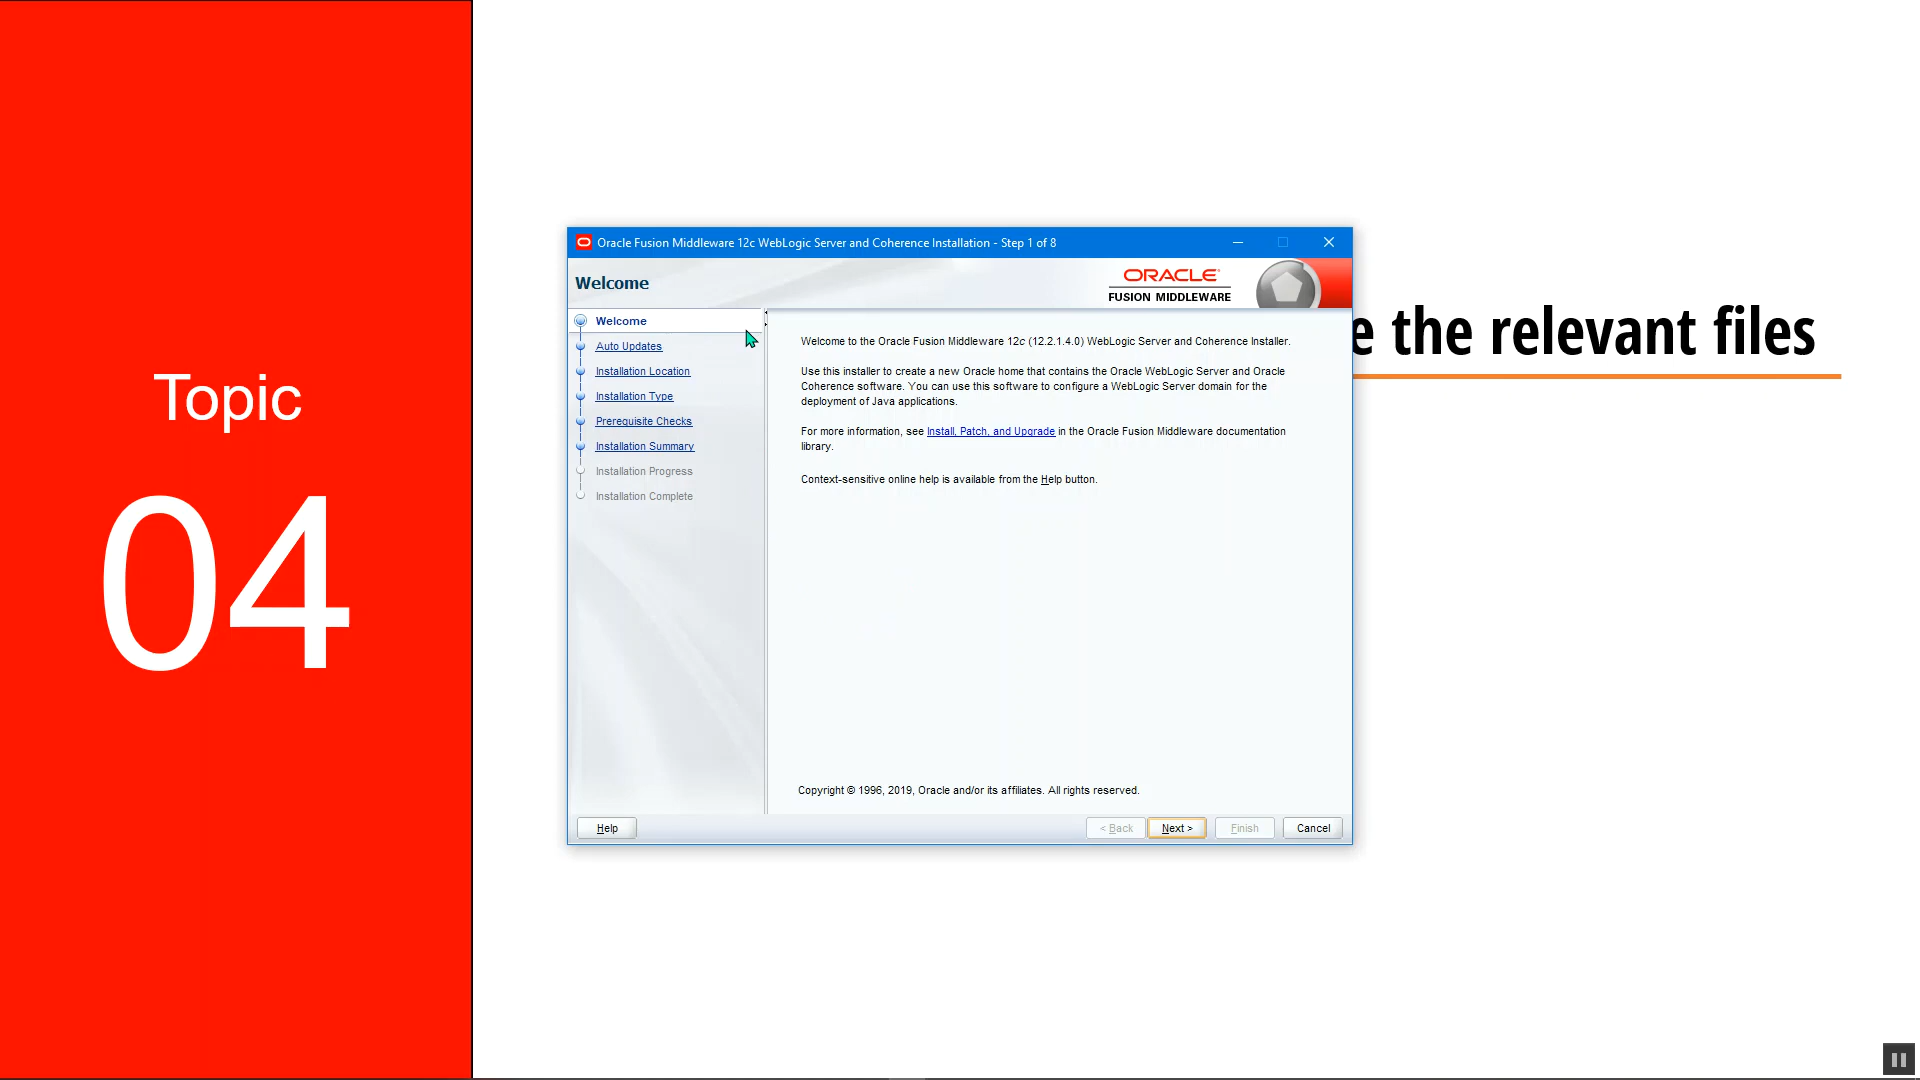 Topic
04
e the relevant files
Oracle Fusion Middleware 12c WebLogic Server and Coherence Installation - Step 1 of 8
Welcome
ORACLE
FUSION MIDDLEWARE
Welcome
Auto Updates
Installation Location
Installation Type
Prerequisite Checks
Installation Summary
Installation Progress
Installation Complete
Welcome to the Oracle Fusion Middleware 12c (12.2.1.4.0) WebLogic Server and Coherence Installer.
Use this installer to create a new Oracle home that contains the Oracle WebLogic Server and Oracle
Coherence software. You can use this software to configure a WebLogic Server domain for the
deployment of Java applications.
For more information, see Install, Patch, and Upgrade in the Oracle Fusion Middleware documentation
library.
Context-sensitive online help is available from the Help button.
Copyright © 1996, 2019, Oracle and/or its affiliates. All rights reserved.
Help
< Back
Next >
Finish
Cancel